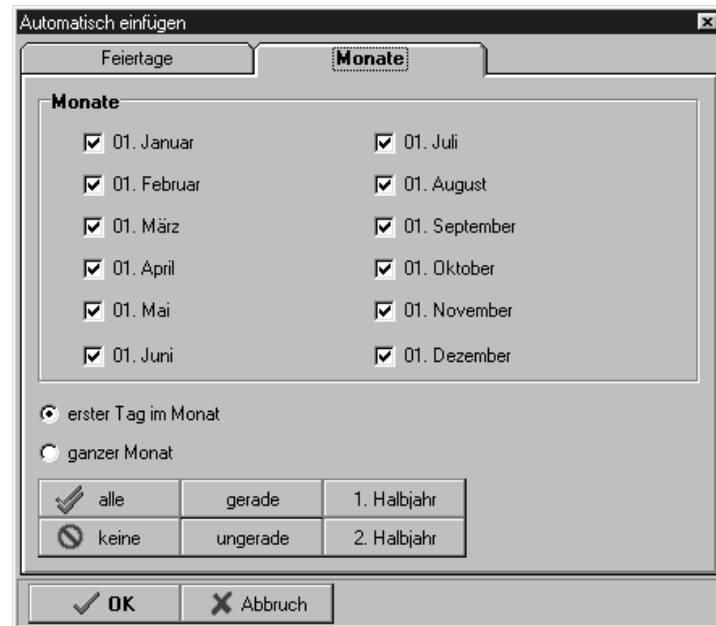 Automatisch einfügen
Feiertage Monate
Monate
01. Januar 01. Juli
01. Februar 01. August
01. März 01. September
01. April 01. Oktober
01. Mai 01. November
01. Juni 01. Dezember
erster Tag im Monat
ganzer Monat
alle gerade 1. Halbjahr
keine ungerade 2. Halbjahr
OK Abbruch